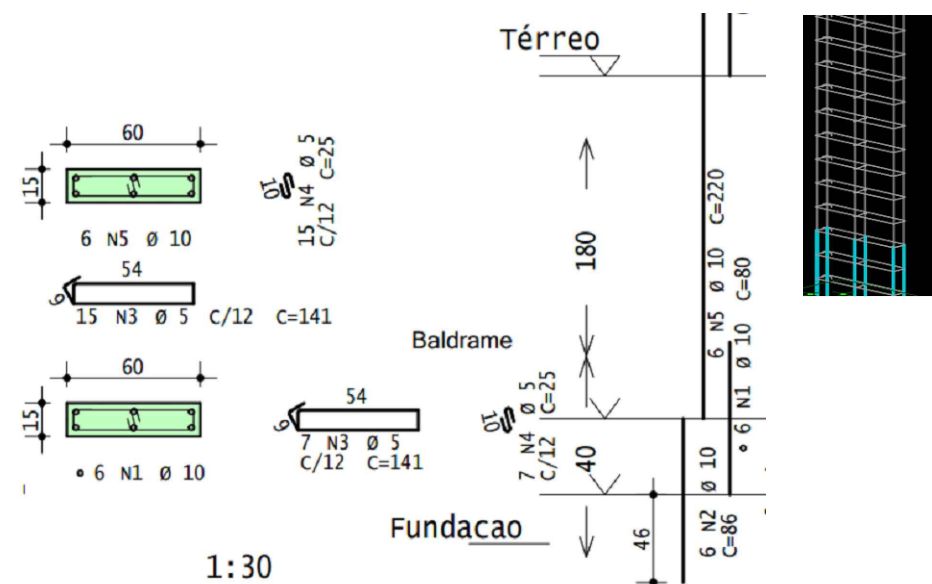 Térreo
60
15
6 N5 Ø 10
10
15 N4 Ø 5
C/12 C=25
54
9
15 N3 Ø 5 C/12 C=141
180
6 N5 Ø 10 C=220
Baldrame
60
15
6 N1 Ø 10
54
9
7 N3 Ø 5
C/12 C=141
10
7 N4 Ø 5
C/12 C=25
40
6 N1 Ø 10 C=80
Fundacao
46
6 N2 Ø 10
C=86
1:30